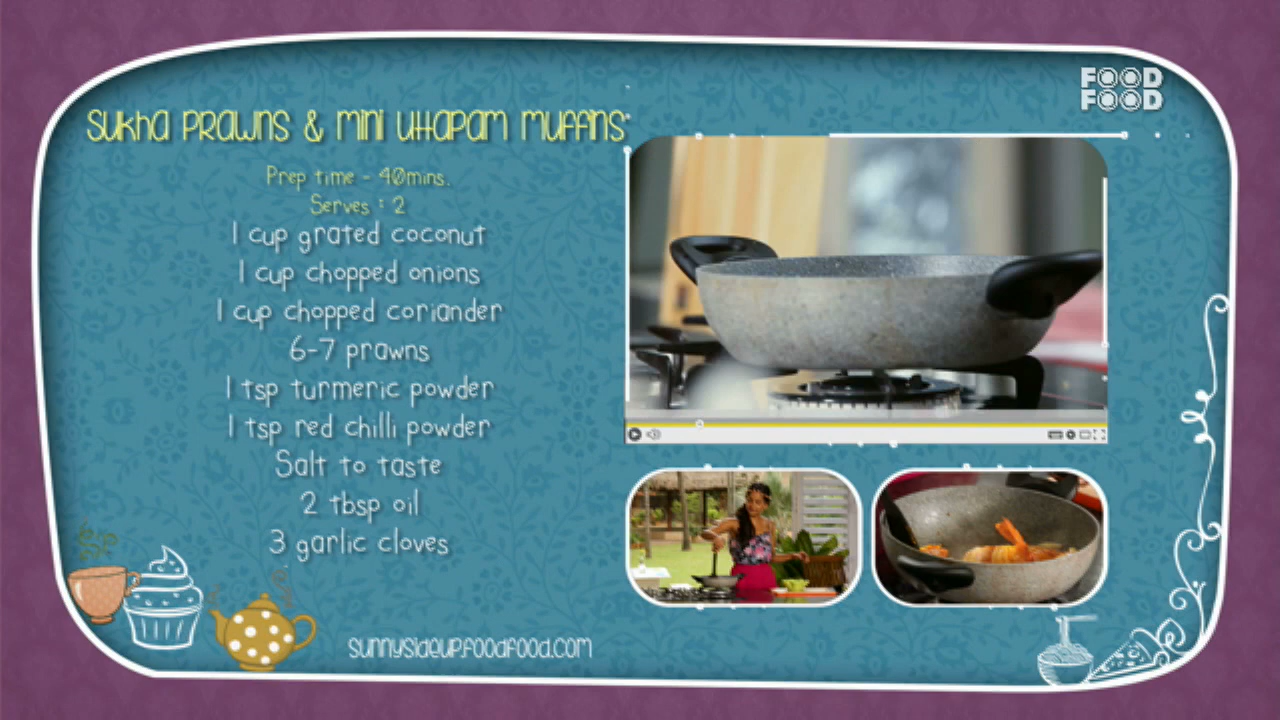 FOOD
FOOD
Sukha Prawns & Mini Uttapam Muffins
Prep time - 40mins.
Serves : 2
1 cup grated coconut
1 cup chopped onions
1 cup chopped coriander
6-7 prawns
1 tsp turmeric powder
1 tsp red chilli powder
Salt to taste
2 tbsp oil
3 garlic cloves
sunnysideup.foodfood.com